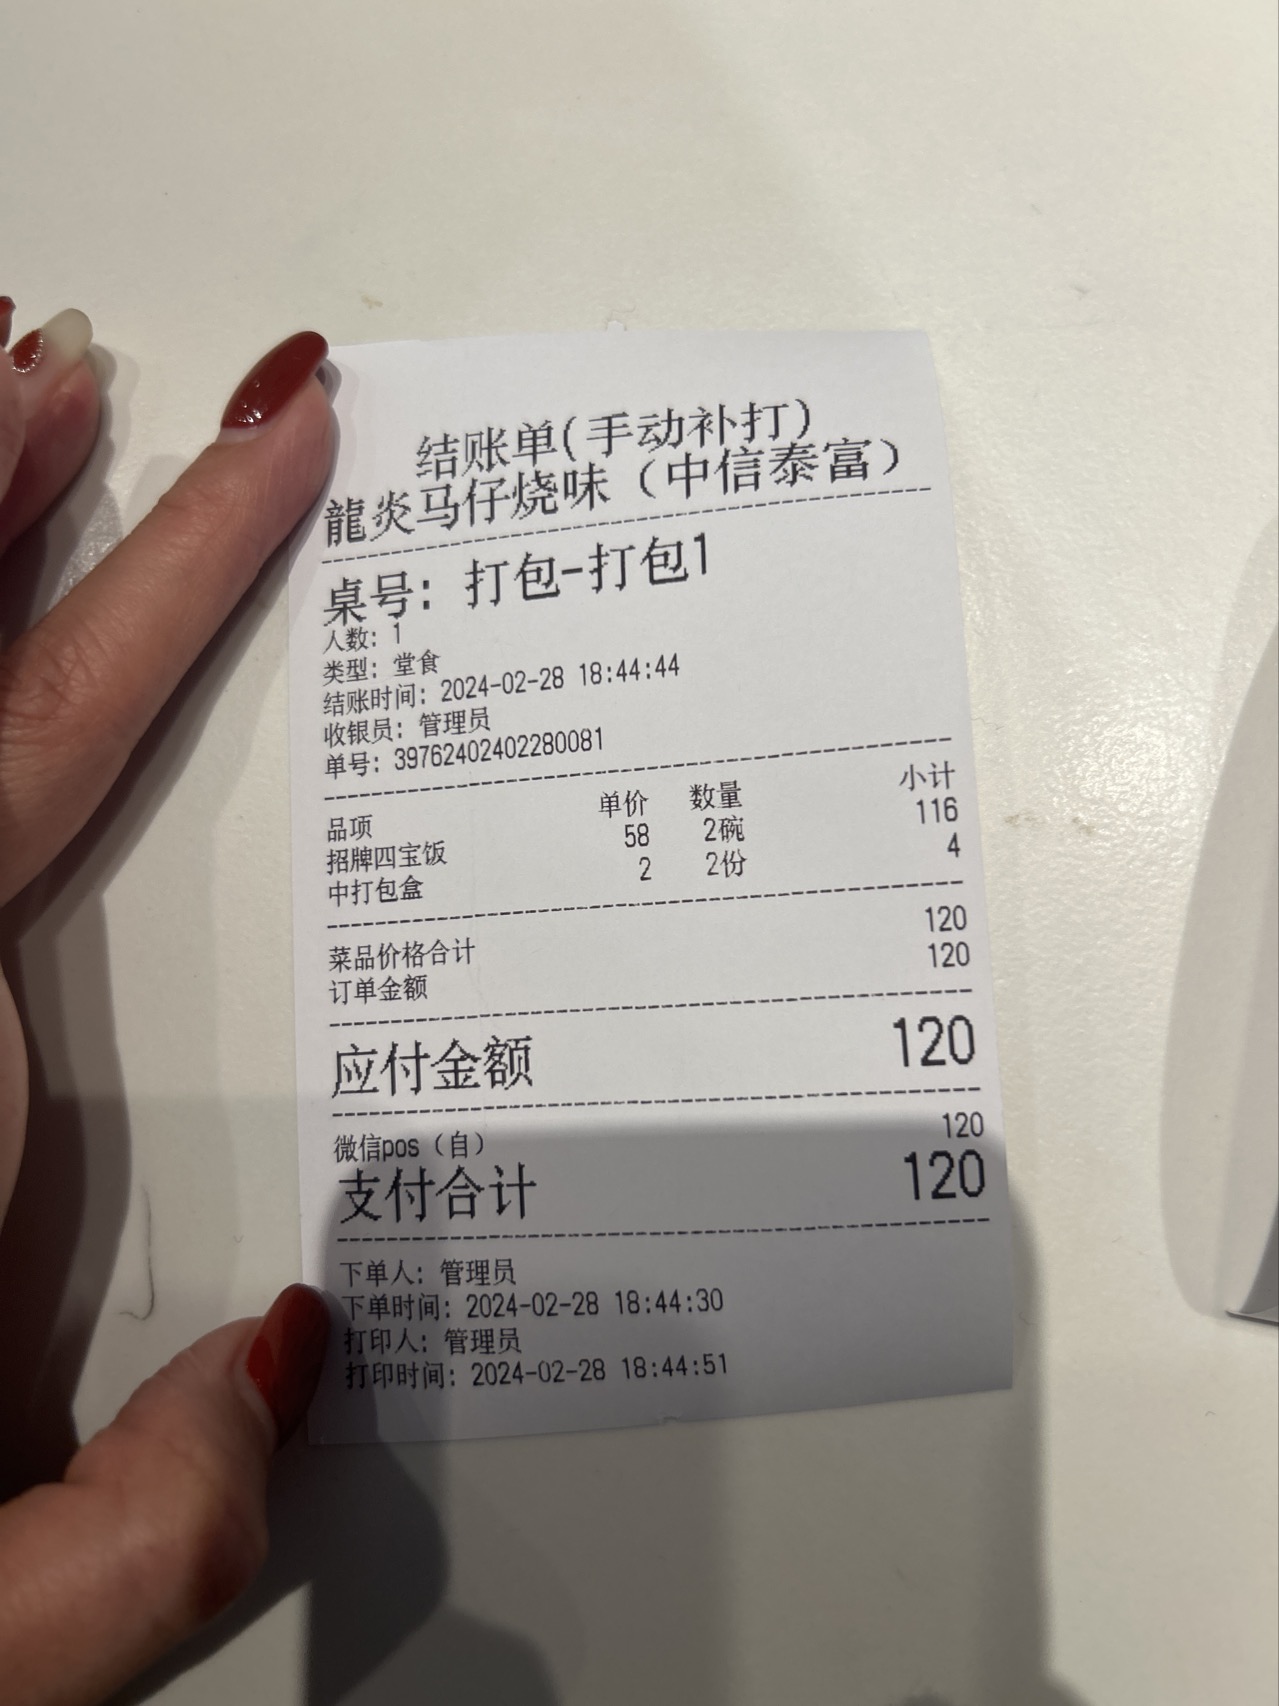 结账单(手动补打)
龍炎马仔烧味（中信泰富）
桌号: 打包-打包1
人数: 1
类型: 堂食
结账时间: 2024-02-28 18:44:44
收银员: 管理员
单号: 39762402402280081
品项 单价 数量 小计
招牌四宝饭 58 2碗 116
中打包盒 2 2份 4
菜品价格合计 120
订单金额 120
应付金额 120
微信pos（自） 120
支付合计 120
下单人: 管理员
下单时间: 2024-02-28 18:44:30
打印人: 管理员
打印时间: 2024-02-28 18:44:51